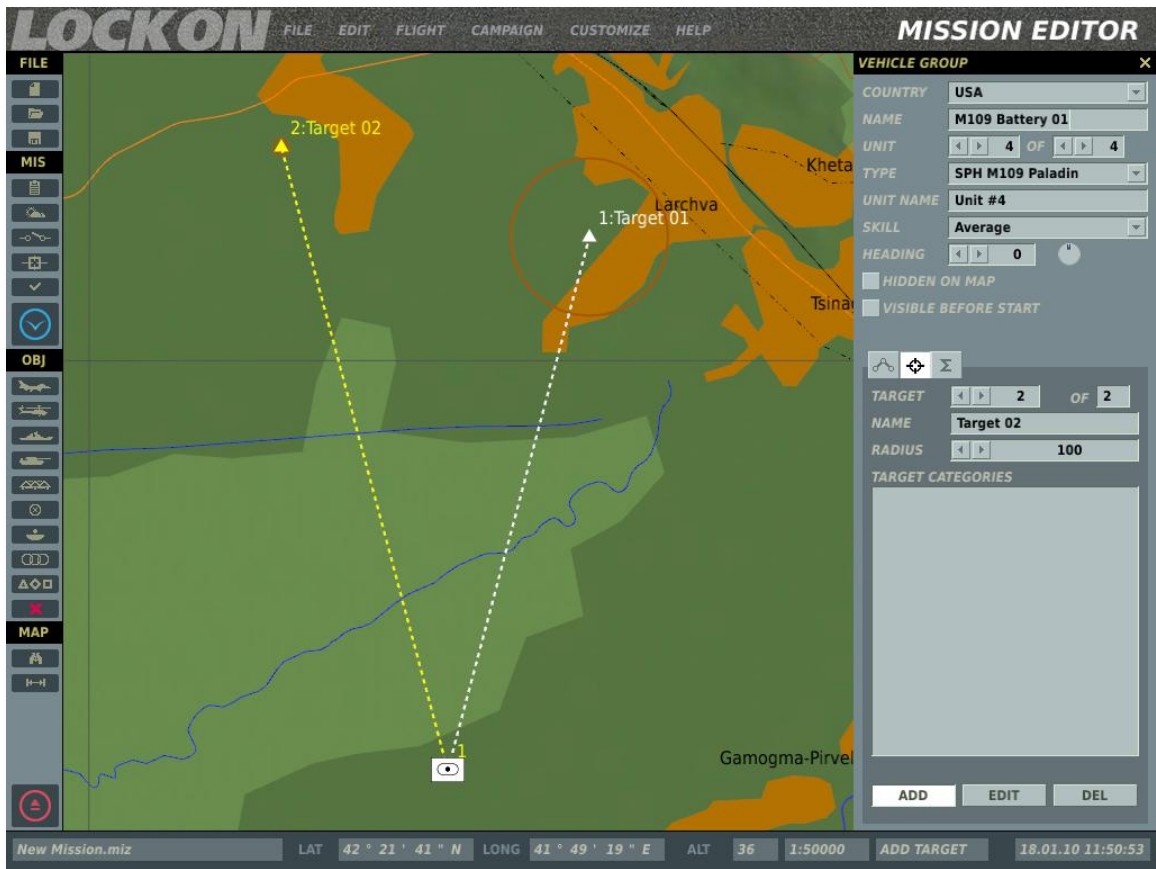 LOCKON FILE EDIT FLIGHT CAMPAIGN CUSTOMIZE HELP MISSION EDITOR
FILE
MIS
OBJ
MAP
2:Target 02
Kheta
Larchva
1:Target 01
Tsina
1
Gamogma-Pirvel
VEHICLE GROUP X
COUNTRY USA
NAME M109 Battery 01
UNIT 4 OF 4
TYPE SPH M109 Paladin
UNIT NAME Unit #4
SKILL Average
HEADING 0 N
HIDDEN ON MAP
VISIBLE BEFORE START
Σ
TARGET 2 OF 2
NAME Target 02
RADIUS 100
TARGET CATEGORIES
ADD EDIT DEL
New Mission.miz LAT 42 ° 21 ' 41 " N LONG 41 ° 49 ' 19 " E ALT 36 1:50000 ADD TARGET 18.01.10 11:50:53